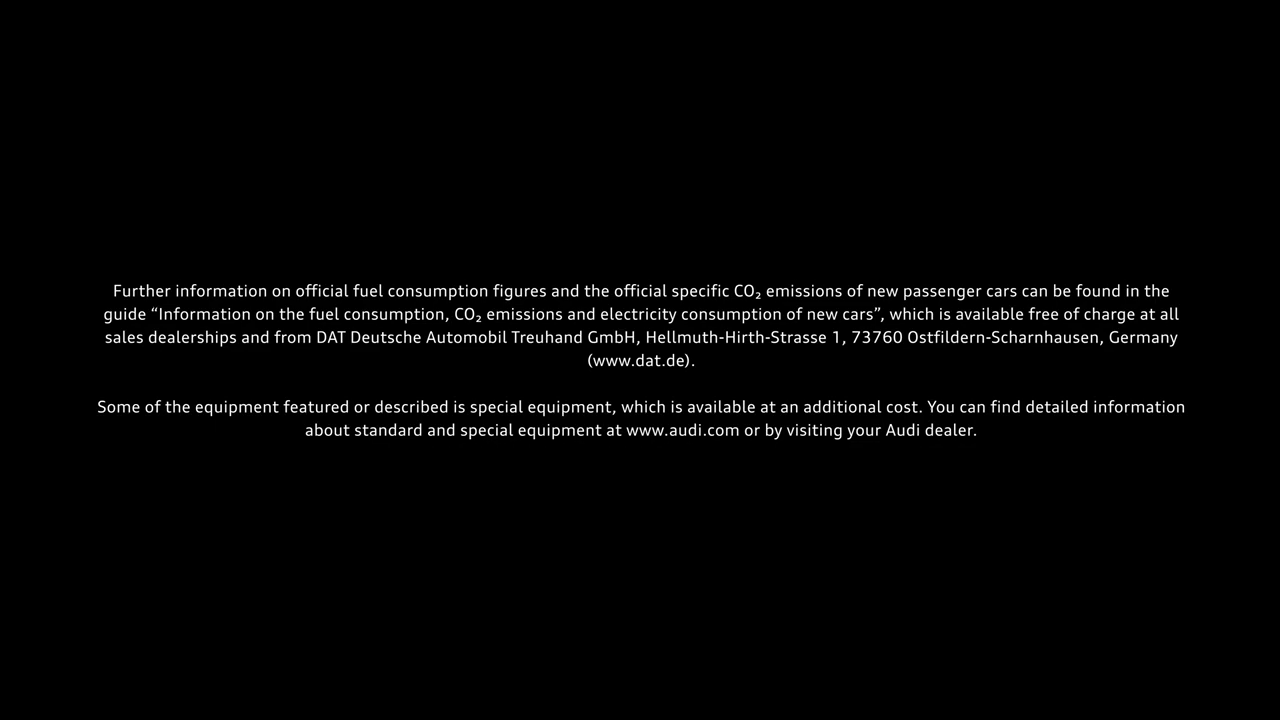 Further information on official fuel consumption figures and the official specific CO₂ emissions of new passenger cars can be found in the
guide “Information on the fuel consumption, CO₂ emissions and electricity consumption of new cars”, which is available free of charge at all
sales dealerships and from DAT Deutsche Automobil Treuhand GmbH, Hellmuth-Hirth-Strasse 1, 73760 Ostfildern-Scharnhausen, Germany
(www.dat.de).
Some of the equipment featured or described is special equipment, which is available at an additional cost. You can find detailed information
about standard and special equipment at www.audi.com or by visiting your Audi dealer.